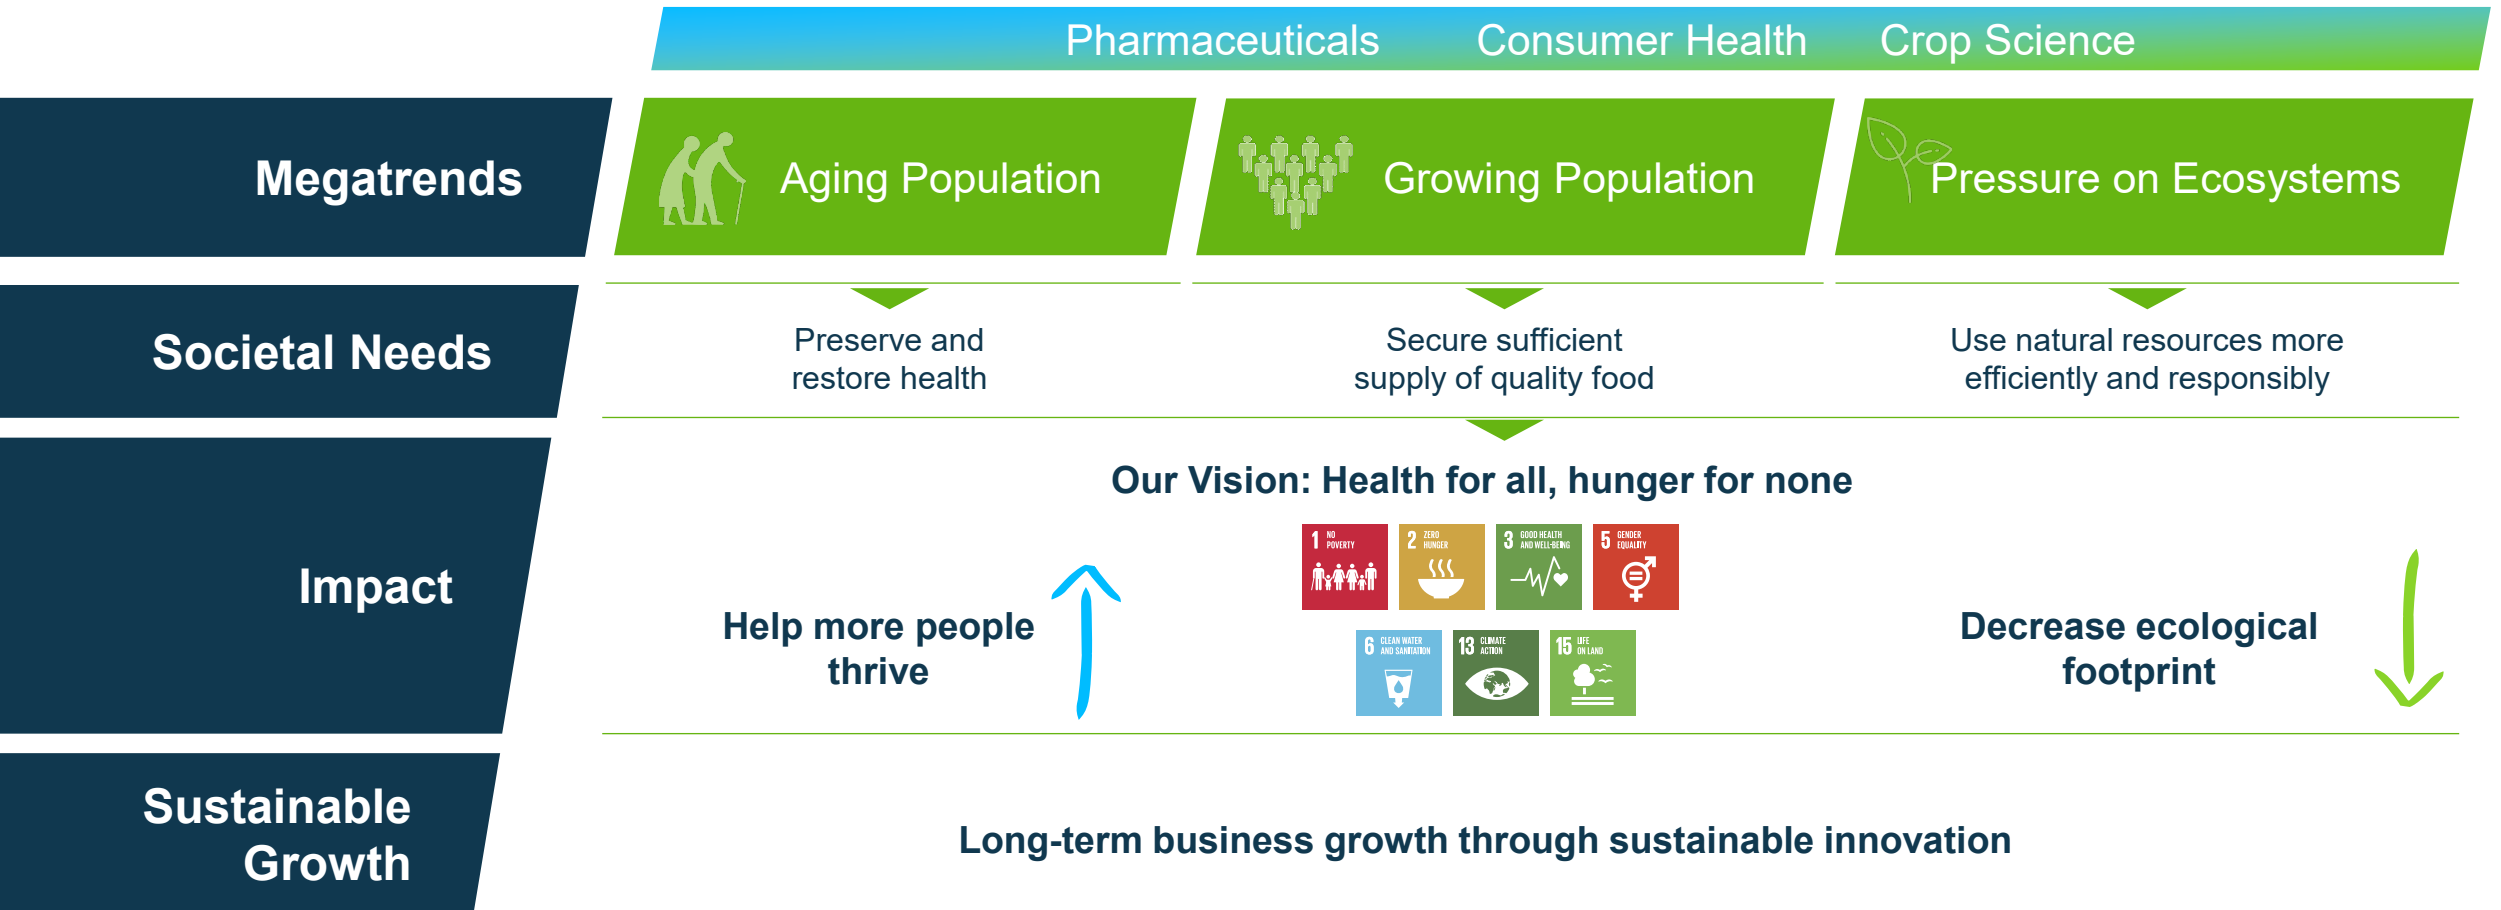 Pharmaceuticals Consumer Health Crop Science
Megatrends
Aging Population
Growing Population
Pressure on Ecosystems
Societal Needs
Preserve and
restore health
Secure sufficient
supply of quality food
Use natural resources more
efficiently and responsibly
Impact
Our Vision: Health for all, hunger for none
Help more people
thrive
1 NO
POVERTY
2 ZERO
HUNGER
3 GOOD HEALTH
AND WELL-BEING
5 GENDER
EQUALITY
6 CLEAN WATER
AND SANITATION
13 CLIMATE
ACTION
15 LIFE
ON LAND
Decrease ecological
footprint
Sustainable
Growth
Long-term business growth through sustainable innovation